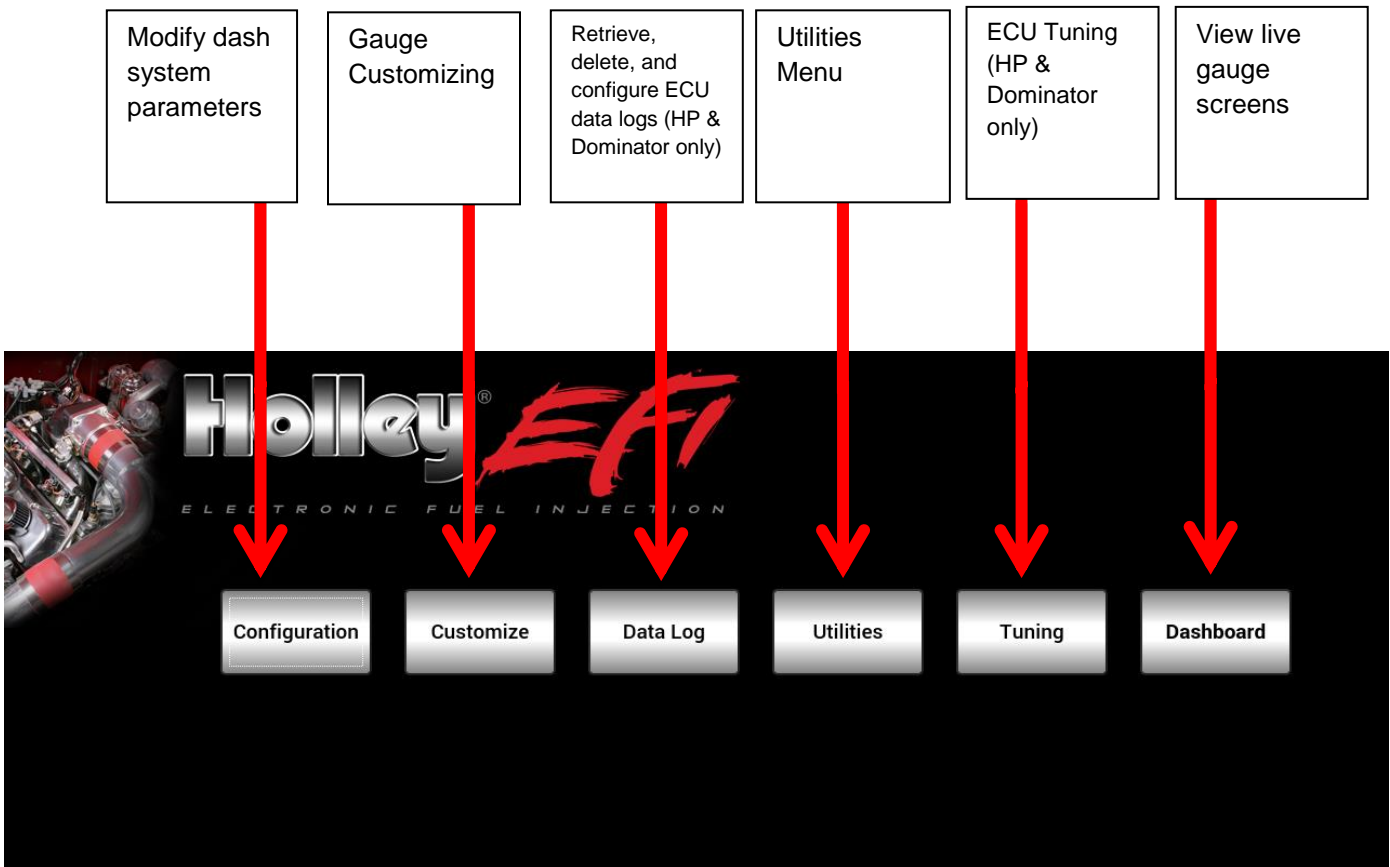 Modify dash
system
parameters
Gauge
Customizing
Retrieve,
delete, and
configure ECU
data logs (HP &
Dominator only)
Utilities
Menu
ECU Tuning
(HP &
Dominator
only)
View live
gauge
screens
Holley® EFI
ELECTRONIC FUEL INJECTION
Configuration
Customize
Data Log
Utilities
Tuning
Dashboard